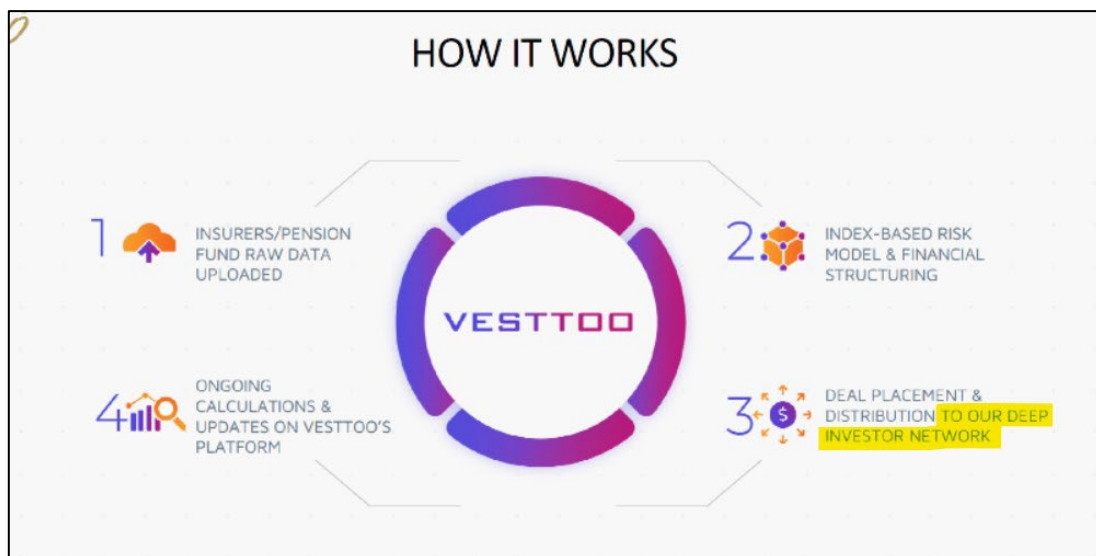 HOW IT WORKS
1
INSURERS/PENSION
FUND RAW DATA
UPLOADED
2
INDEX-BASED RISK
MODEL & FINANCIAL
STRUCTURING
VESTTOO
3
$
DEAL PLACEMENT &
DISTRIBUTION TO OUR DEEP
INVESTOR NETWORK
4
ONGOING
CALCULATIONS &
UPDATES ON VESTTOO'S
PLATFORM